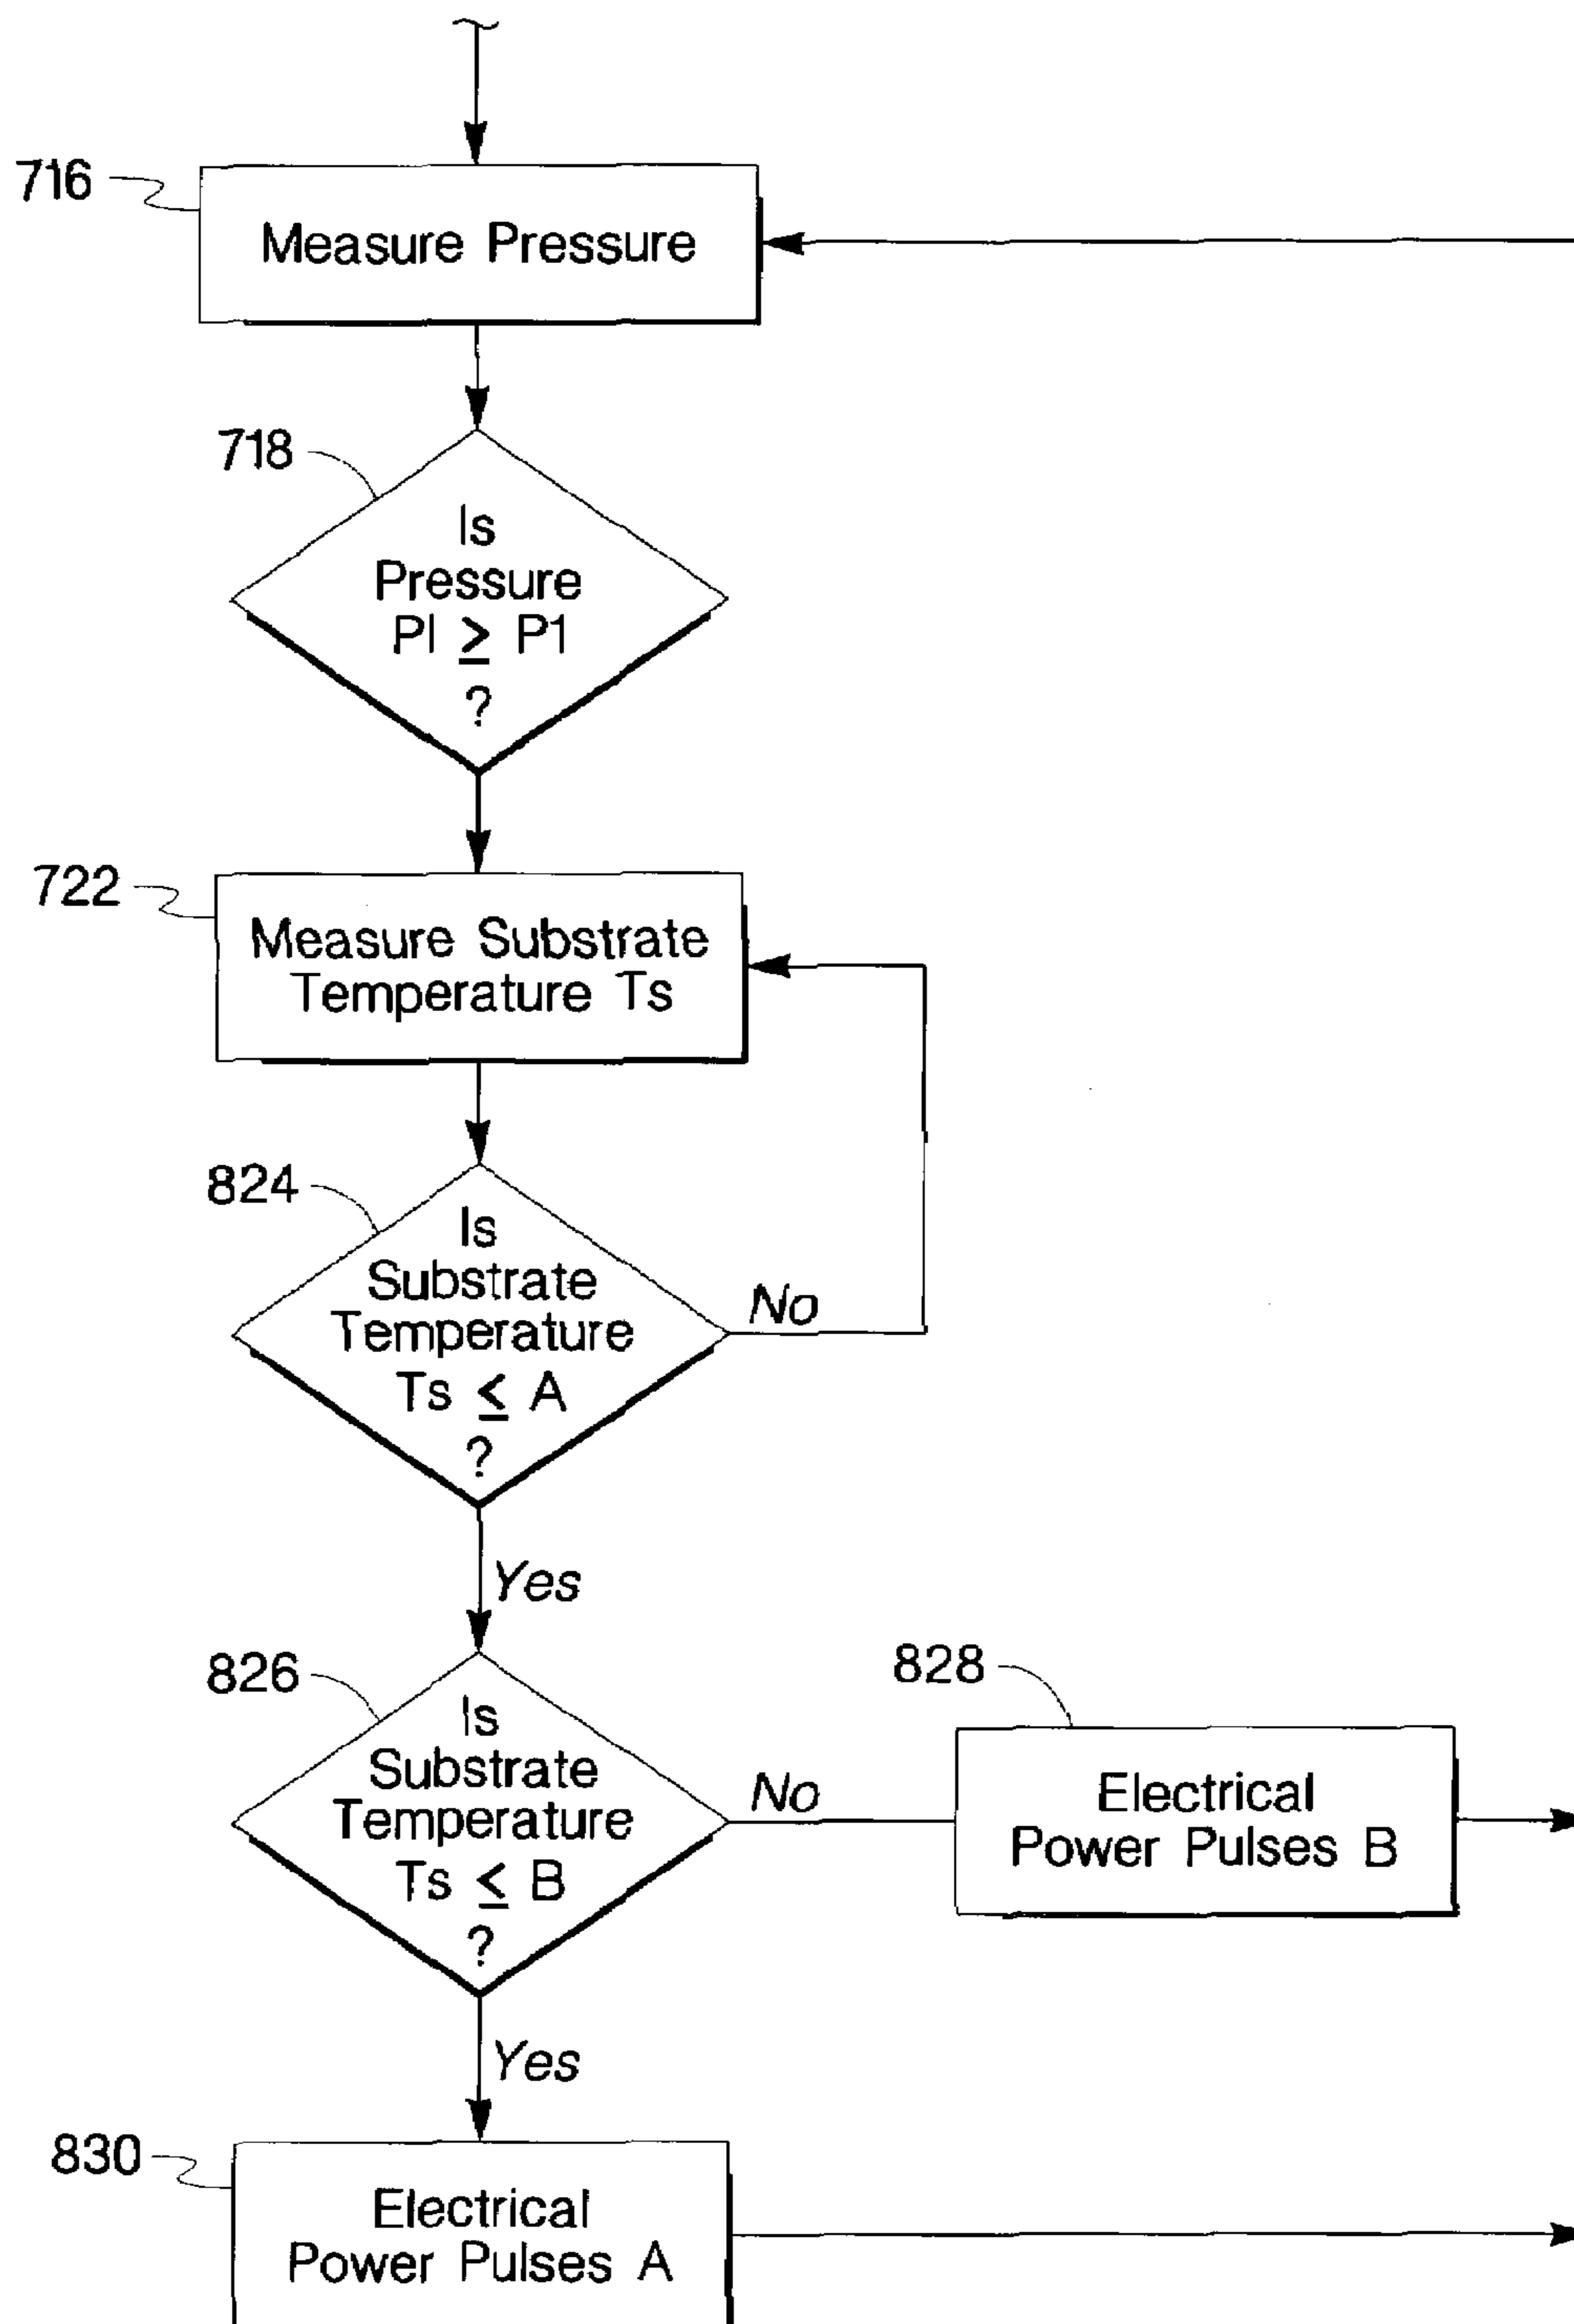 716
Measure Pressure
718
Is
Pressure
PI ≥ P1
?
722
Measure Substrate
Temperature Ts
824
Is
Substrate
Temperature
Ts ≤ A
?
No
Yes
826
Is
Substrate
Temperature
Ts ≤ B
?
No
828
Electrical
Power Pulses B
Yes
830
Electrical
Power Pulses A